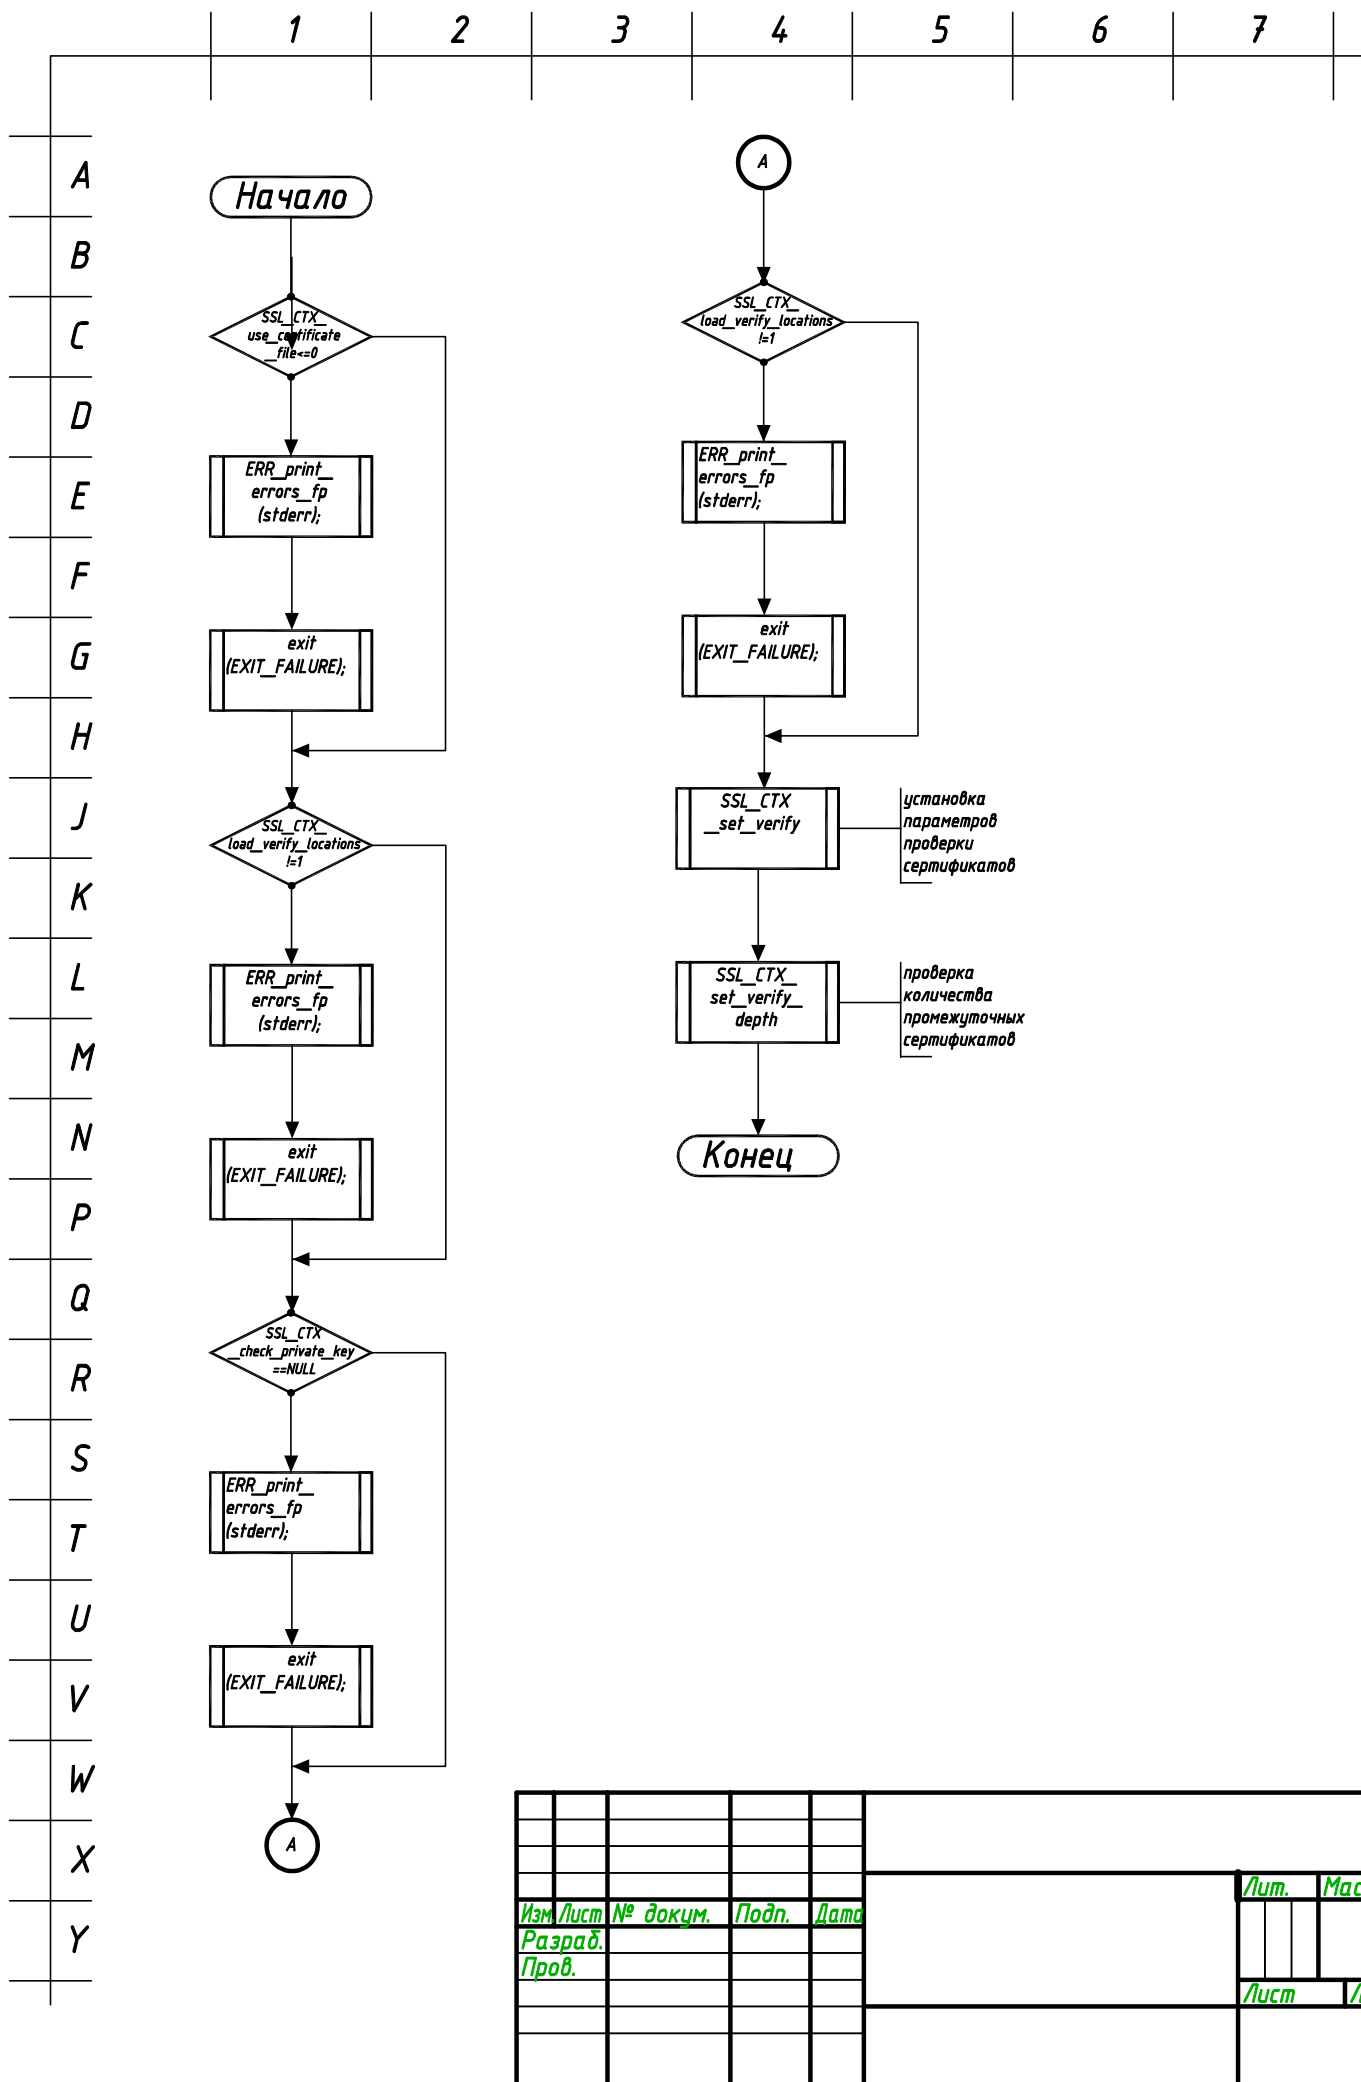 1 2 3 4 5 6 7
A
B
C
D
E
F
G
H
J
K
L
M
N
P
Q
R
S
T
U
V
W
X
Y
Начало
SSL_CTX_
use_certificate
_file<=0
ERR_print_
errors_fp
(stderr);
exit
(EXIT_FAILURE);
SSL_CTX_
load_verify_locations
!=1
ERR_print_
errors_fp
(stderr);
exit
(EXIT_FAILURE);
SSL_CTX
_check_private_key
==NULL
ERR_print_
errors_fp
(stderr);
exit
(EXIT_FAILURE);
A
A
SSL_CTX_
load_verify_locations
!=1
ERR_print_
errors_fp
(stderr);
exit
(EXIT_FAILURE);
SSL_CTX
_set_verify
установка
параметров
проверки
сертификатов
SSL_CTX_
set_verify_
depth
проверка
количества
промежуточных
сертификатов
Конец
Лит. Мас
Изм Лист № докум. Подп. Дата
Разраб.
Пров.
Лист